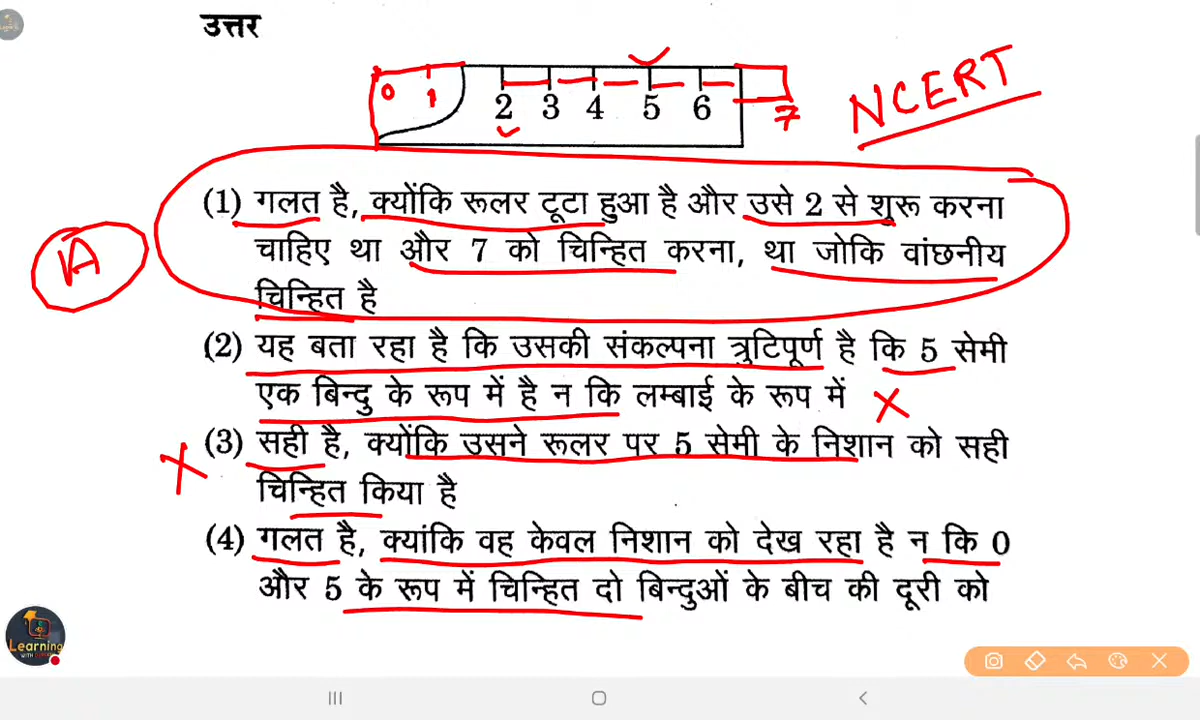 उत्तर
0 1 2 3 4 5 6 7
NCERT
(1) गलत है, क्योंकि रूलर टूटा हुआ है और उसे 2 से शुरू करना
चाहिए था और 7 को चिन्हित करना, था जोकि वांछनीय
चिन्हित है
A
(2) यह बता रहा है कि उसकी संकल्पना त्रुटिपूर्ण है कि 5 सेमी
एक बिन्दु के रूप में है न कि लम्बाई के रूप में
(3) सही है, क्योंकि उसने रूलर पर 5 सेमी के निशान को सही
चिन्हित किया है
(4) गलत है, क्यांकि वह केवल निशान को देख रहा है न कि 0
और 5 के रूप में चिन्हित दो बिन्दुओं के बीच की दूरी को
Learning